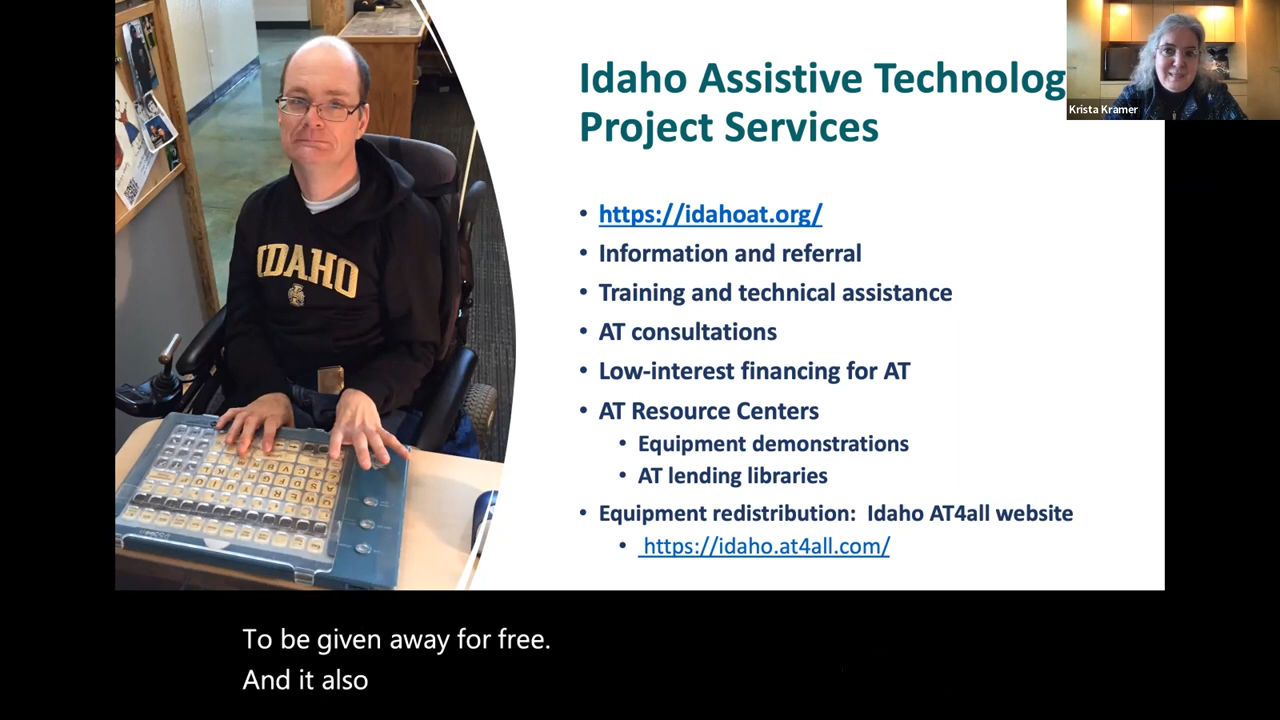 Idaho Assistive Technolog
Project Services
Krista Kramer
• https://idahoat.org/
• Information and referral
• Training and technical assistance
• AT consultations
• Low-interest financing for AT
• AT Resource Centers
• Equipment demonstrations
• AT lending libraries
• Equipment redistribution: Idaho AT4all website
• https://idaho.at4all.com/
IDAHO
To be given away for free.
And it also